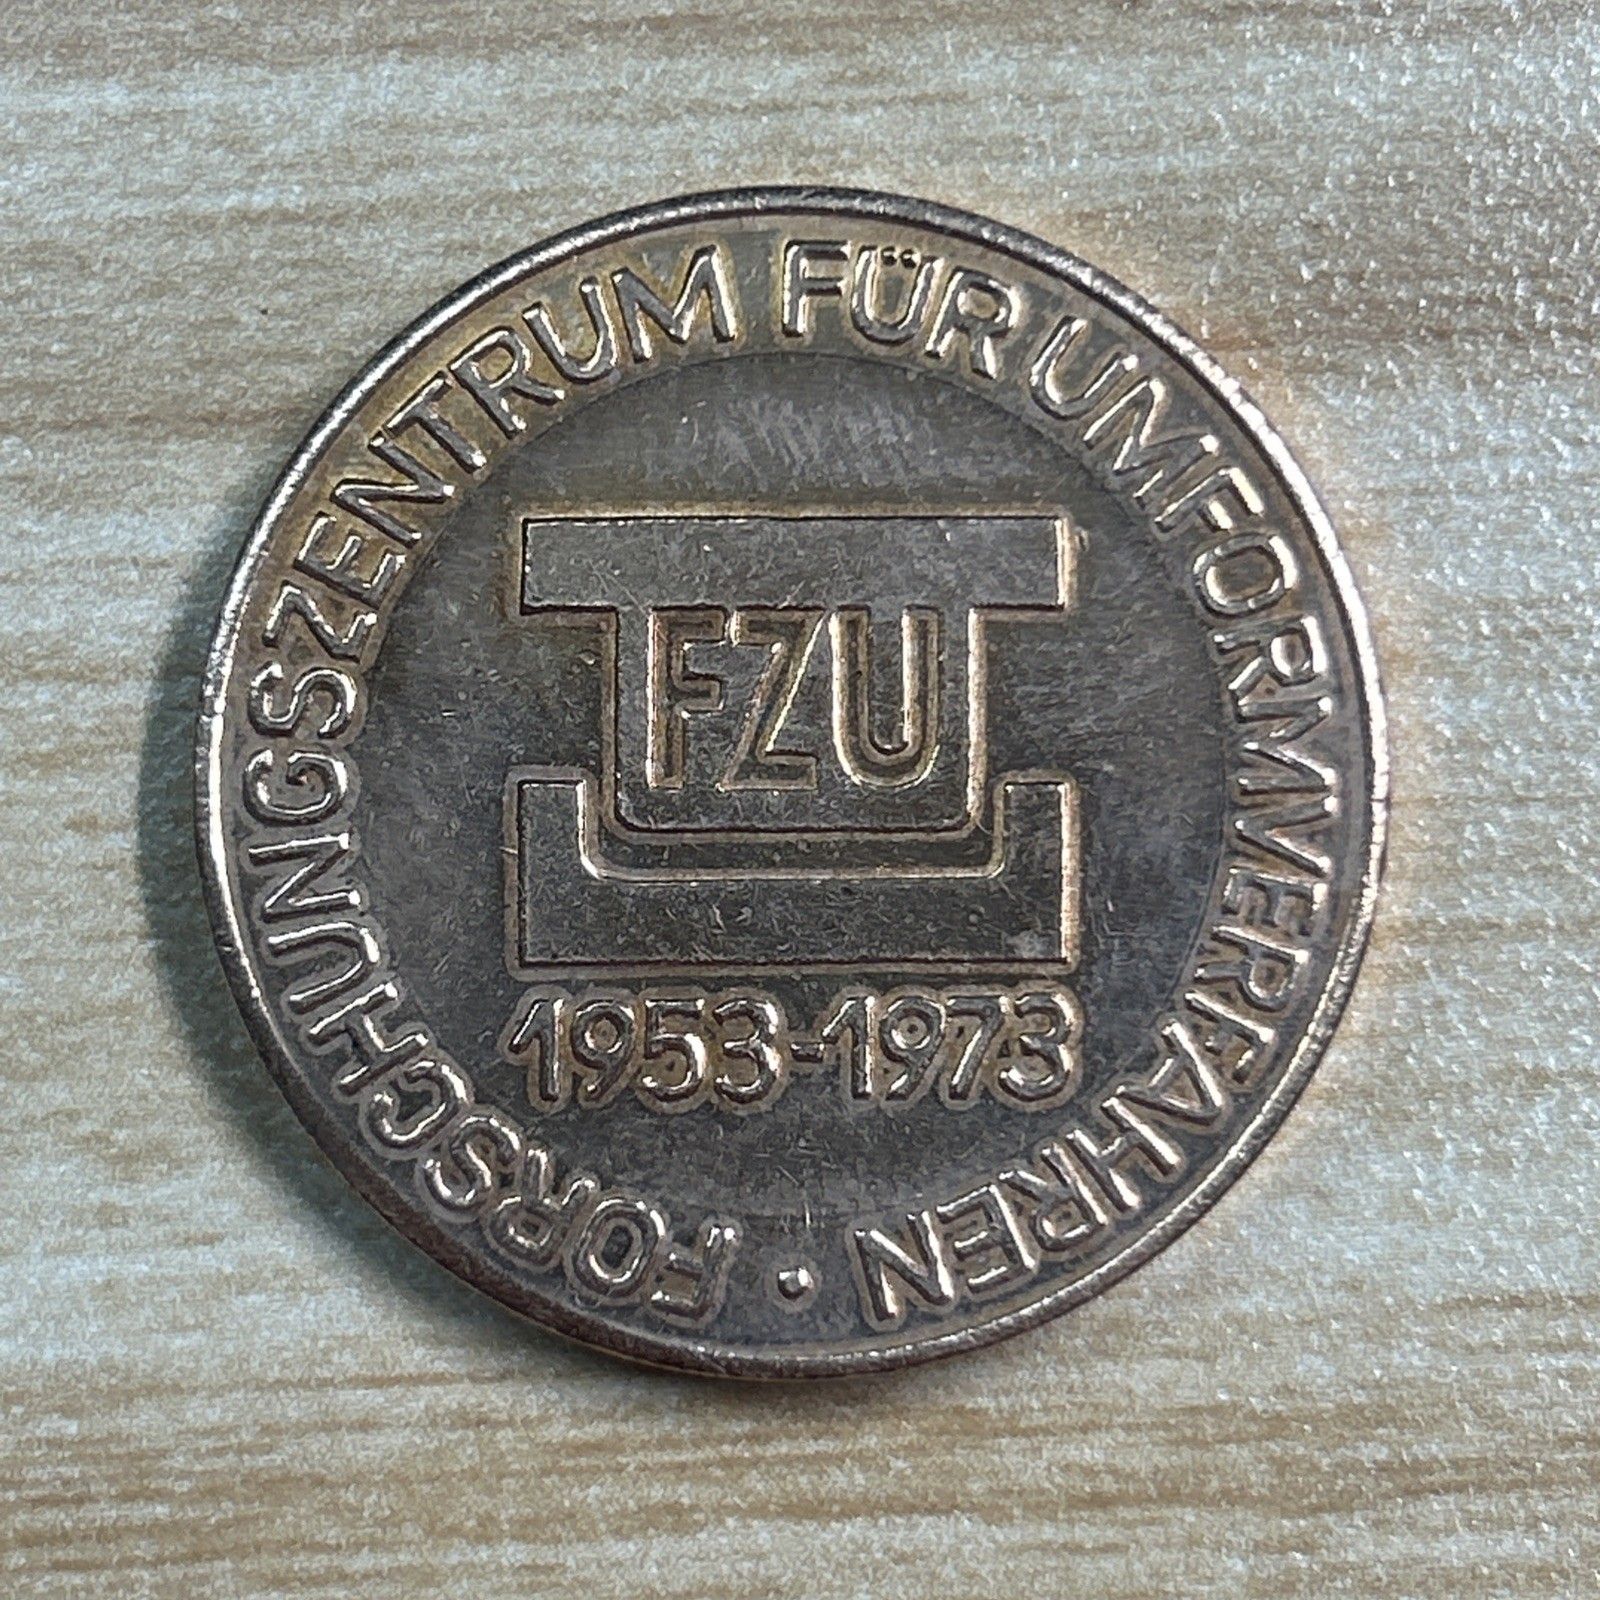 FORSCHUNGSZENTRUM FÜR UMFORMVERFAHREN •
FZU
1953-1973